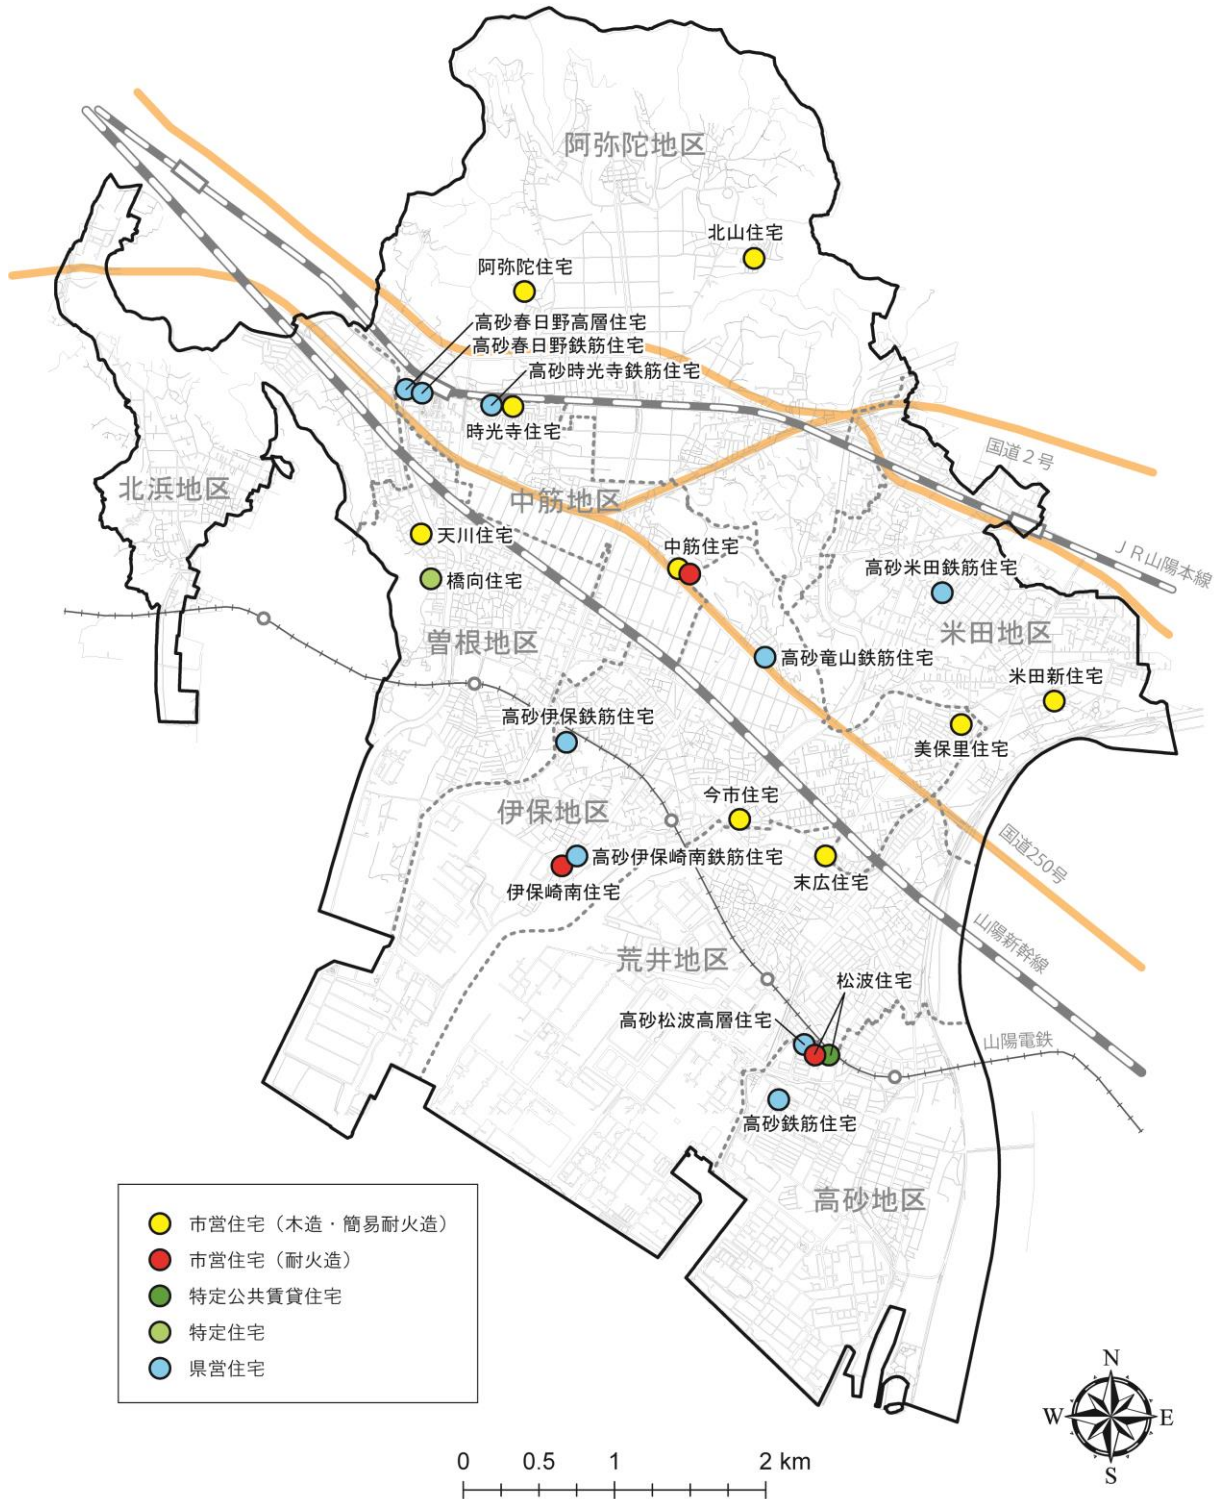 阿弥陀地区
北山住宅
阿弥陀住宅
高砂春日野高層住宅
高砂春日野鉄筋住宅
高砂時光寺鉄筋住宅
時光寺住宅
国道2号
北浜地区
中筋地区
天川住宅
中筋住宅
JR山陽本線
高砂米田鉄筋住宅
橋向住宅
曽根地区
米田地区
高砂竜山鉄筋住宅
米田新住宅
高砂伊保鉄筋住宅
美保里住宅
今市住宅
伊保地区
高砂伊保崎南鉄筋住宅
国道250号
末広住宅
伊保崎南住宅
山陽新幹線
荒井地区
松波住宅
高砂松波高層住宅
山陽電鉄
高砂鉄筋住宅
高砂地区
市営住宅（木造・簡易耐火造）
市営住宅（耐火造）
特定公共賃貸住宅
特定住宅
県営住宅
N
W E
S
0 0.5 1 2 km